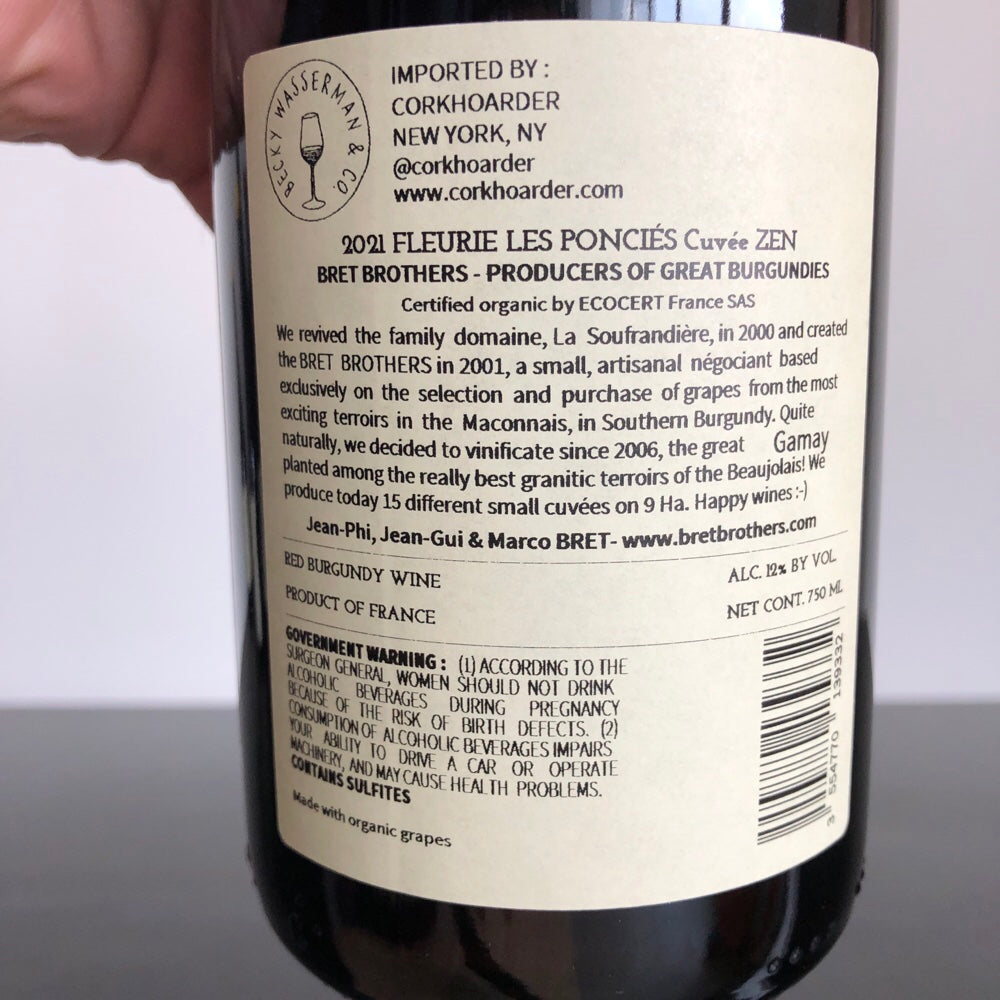 BECKY WASSERMAN & CO.
IMPORTED BY :
CORKHOARDER
NEW YORK, NY
@corkhoarder
www.corkhoarder.com
2021 FLEURIE LES PONCIÉS Cuvée ZEN
BRET BROTHERS - PRODUCERS OF GREAT BURGUNDIES
Certified organic by ECOCERT France SAS
We revived the family domaine, La Soufrandière, in 2000 and created
the BRET BROTHERS in 2001, a small, artisanal négociant based
exclusively on the selection and purchase of grapes from the most
exciting terroirs in the Maconnais, in Southern Burgundy. Quite
naturally, we decided to vinificate since 2006, the great Gamay
planted among the really best granitic terroirs of the Beaujolais! We
produce today 15 different small cuvées on 9 Ha. Happy wines :-)
Jean-Phi, Jean-Gui & Marco BRET- www.bretbrothers.com
RED BURGUNDY WINE
ALC. 12% BY VOL
PRODUCT OF FRANCE
NET CONT. 750 ML
GOVERNMENT WARNING : (1) ACCORDING TO THE
SURGEON GENERAL, WOMEN SHOULD NOT DRINK
ALCOHOLIC BEVERAGES DURING PREGNANCY
BECAUSE OF THE RISK OF BIRTH DEFECTS. (2)
CONSUMPTION OF ALCOHOLIC BEVERAGES IMPAIRS
YOUR ABILITY TO DRIVE A CAR OR OPERATE
MACHINERY, AND MAY CAUSE HEALTH PROBLEMS.
CONTAINS SULFITES
Made with organic grapes
3 554770 139332